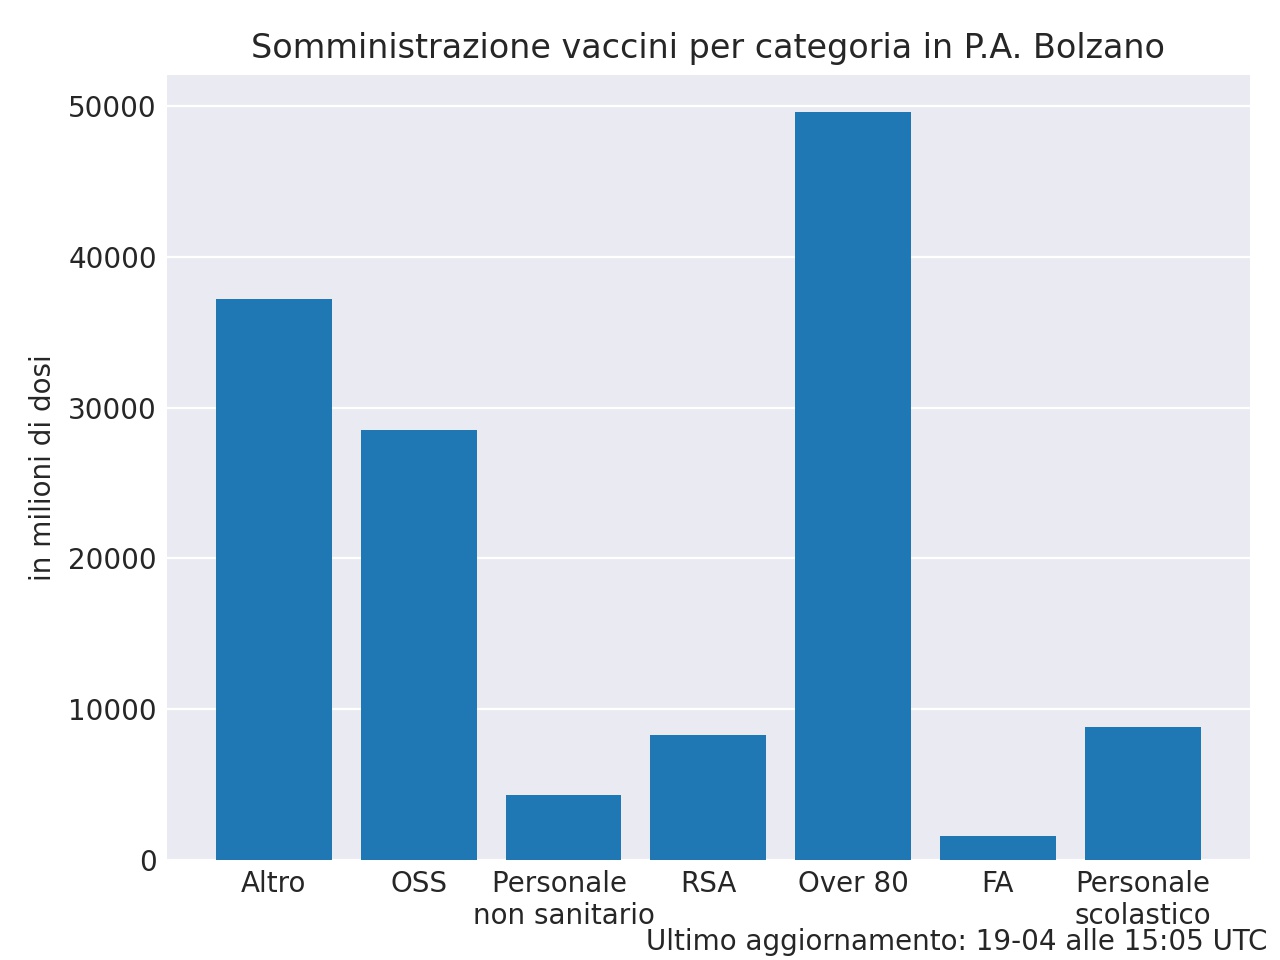 Somministrazione vaccini per categoria in P.A. Bolzano
50000
40000
30000
20000
10000
0
in milioni di dosi
Altro
OSS
Personale
non sanitario
RSA
Over 80
FA
Personale
scolastico
Ultimo aggiornamento: 19-04 alle 15:05 UTC